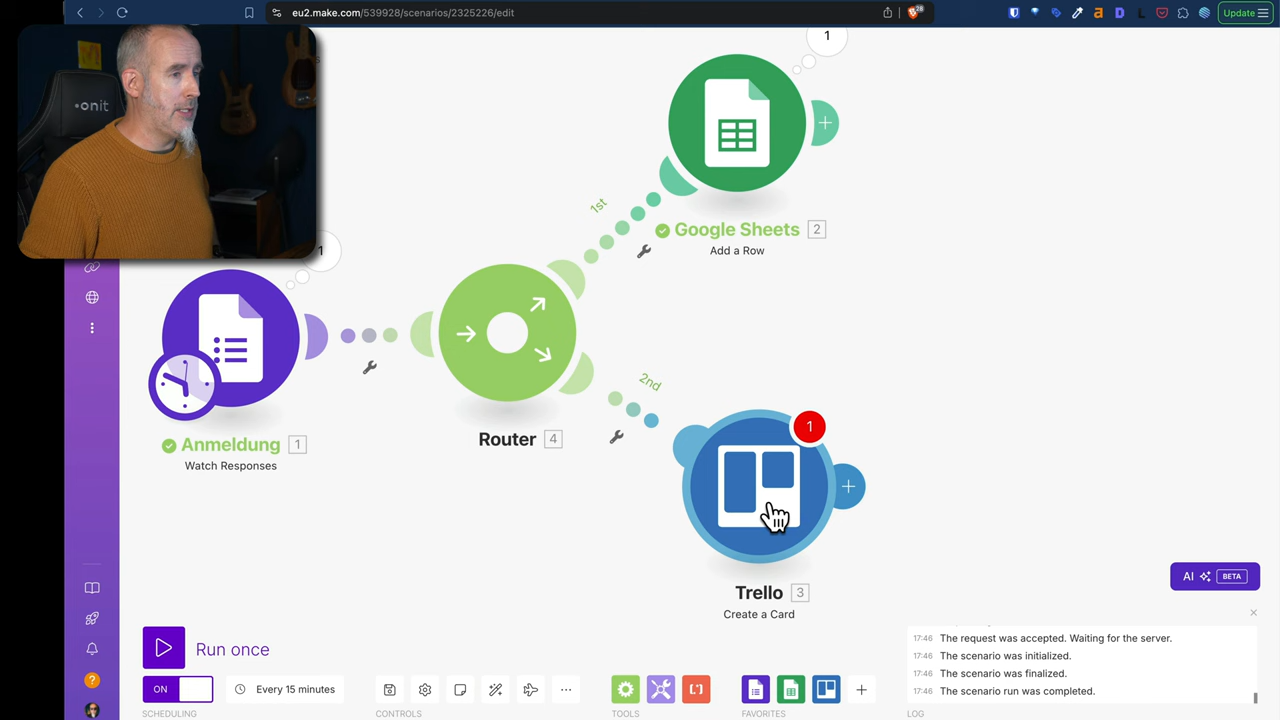 eu2.make.com/539928/scenarios/2325226/edit
28
Update
onit
1
1st
Google Sheets 2
Add a Row
1
2nd
Anmeldung 1
Watch Responses
Router 4
1
Trello 3
Create a Card
AI BETA
Run once
ON
Every 15 minutes
SCHEDULING
CONTROLS
TOOLS
FAVORITES
17:46 The request was accepted. Waiting for the server.
17:46 The scenario was initialized.
17:46 The scenario was finalized.
17:46 The scenario run was completed.
LOG